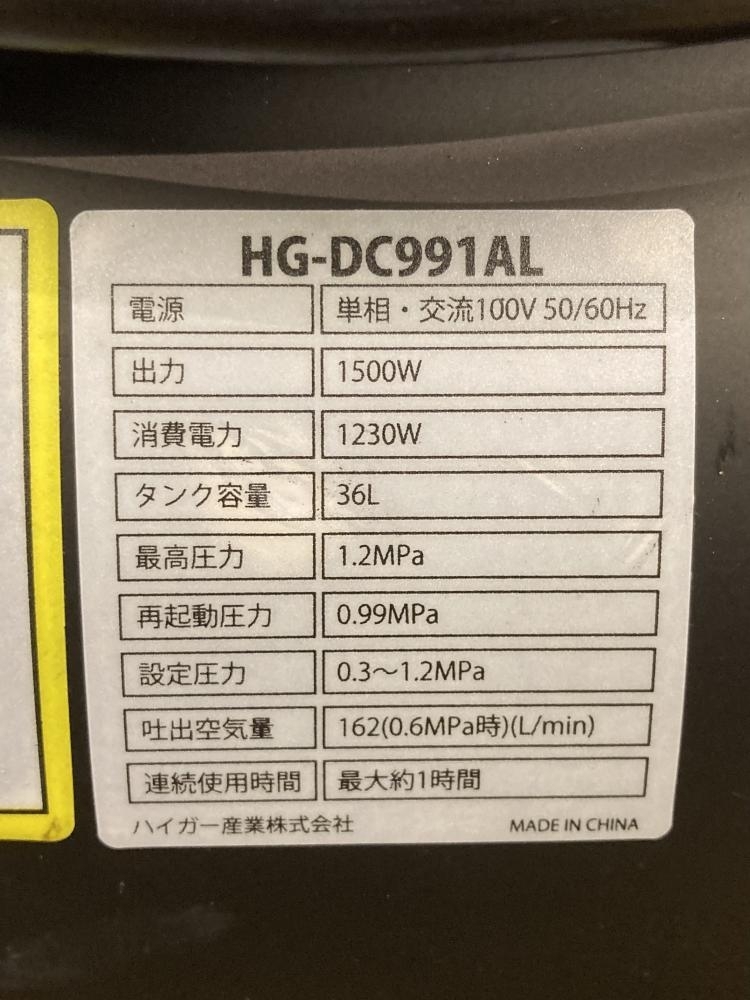 HG-DC991AL
電源 単相・交流100V 50/60Hz
出力 1500W
消費電力 1230W
タンク容量 36L
最高圧力 1.2MPa
再起動圧力 0.99MPa
設定圧力 0.3～1.2MPa
吐出空気量 162(0.6MPa時)(L/min)
連続使用時間 最大約1時間
ハイガー産業株式会社 MADE IN CHINA